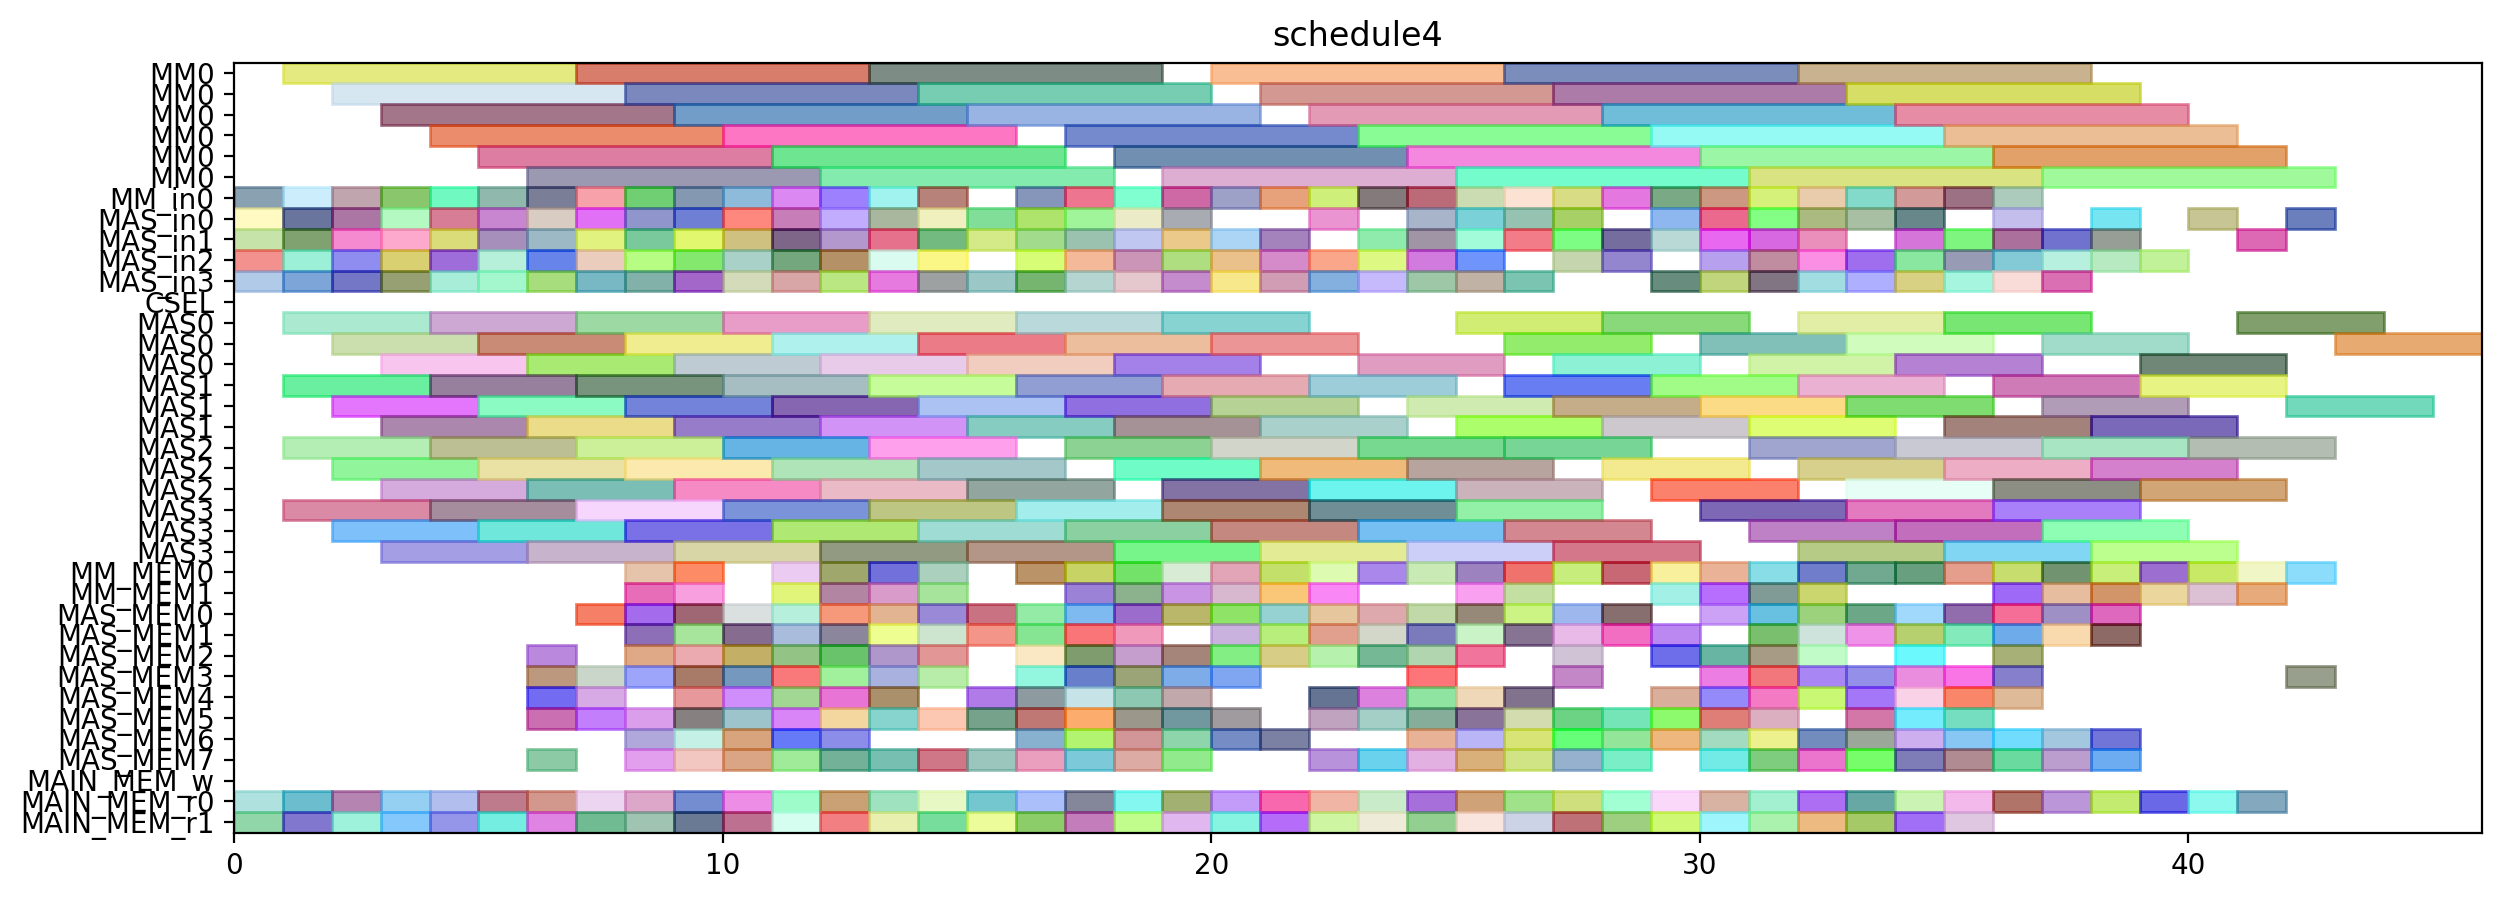 schedule4
MM0
MM0
MM0
MM0
MM0
MM0
MM_in0
MAS_in0
MAS_in1
MAS_in2
MAS_in3
CSEL
MAS0
MAS0
MAS0
MAS1
MAS1
MAS1
MAS2
MAS2
MAS2
MAS3
MAS3
MAS3
MM_MEM0
MM_MEM1
MAS_MEM0
MAS_MEM1
MAS_MEM2
MAS_MEM3
MAS_MEM4
MAS_MEM5
MAS_MEM6
MAS_MEM7
MAIN_MEM_w
MAIN_MEM_r0
MAIN_MEM_r1
0 10 20 30 40